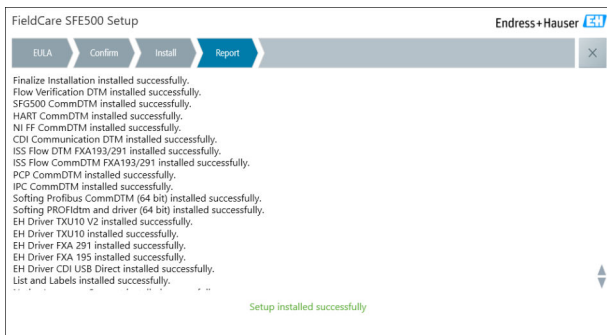 FieldCare SFE500 Setup
Endress+Hauser EH
EULA
Confirm
Install
Report
Finalize Installation installed successfully.
Flow Verification DTM installed successfully.
SFG500 CommDTM installed successfully.
HART CommDTM installed successfully.
NI FF CommDTM installed successfully.
CDI Communication DTM installed successfully.
ISS Flow DTM FXA193/291 installed successfully.
ISS Flow CommDTM FXA193/291 installed successfully.
PCP CommDTM installed successfully.
IPC CommDTM installed successfully.
Softing Profibus CommDTM (64 bit) installed successfully.
Softing PROFIdtm and driver (64 bit) installed successfully.
EH Driver TXU10 V2 installed successfully.
EH Driver TXU10 installed successfully.
EH Driver FXA 291 installed successfully.
EH Driver FXA 195 installed successfully.
EH Driver CDI USB Direct installed successfully.
List and Labels installed successfully.
Setup installed successfully